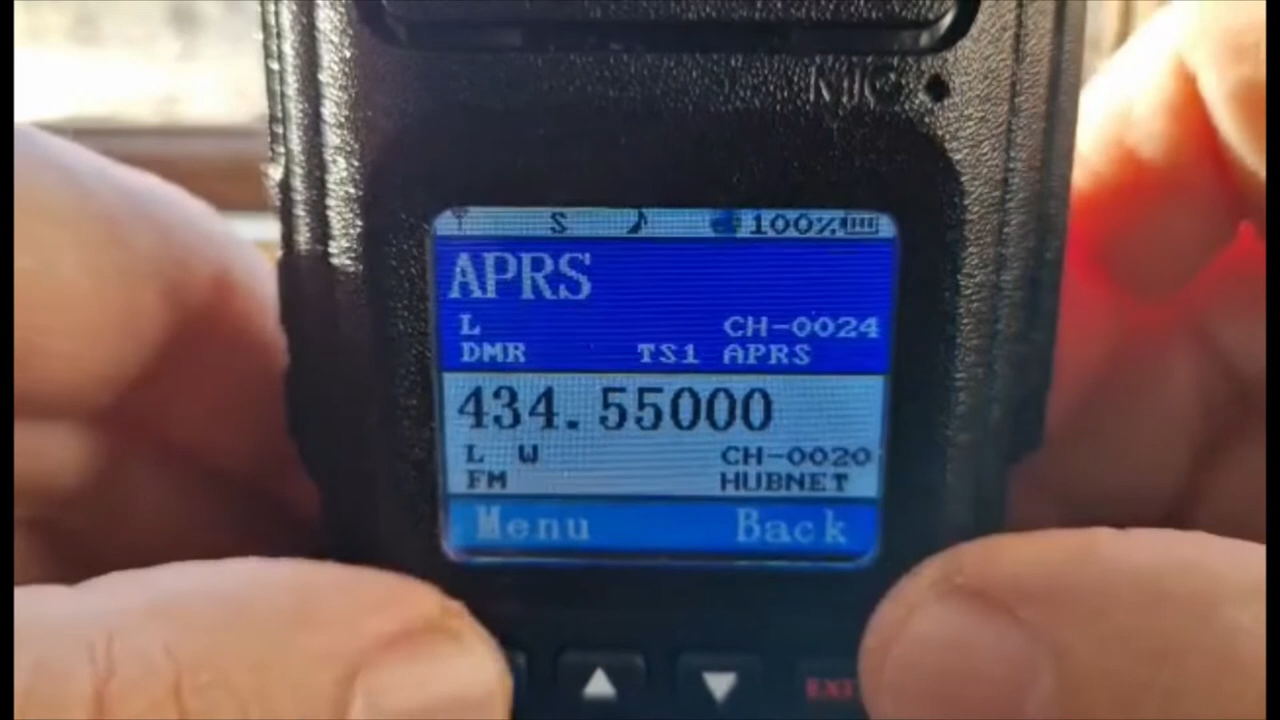 MIC
S 100%
APRS
L CH-0024
DMR TS1 APRS
434.55000
L W CH-0020
FM HUBNET
Menu Back
EXIT